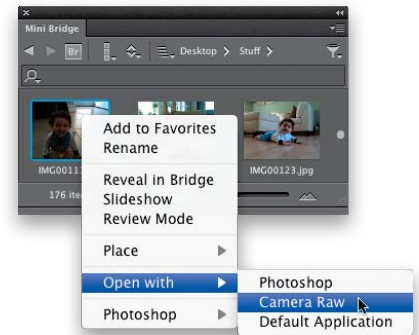 Mini Bridge
Br
Desktop > Stuff >
IMG00123.jpg
176
Add to Favorites
Rename
Reveal in Bridge
Slideshow
Review Mode
Place
Open with
Photoshop
Photoshop
Camera Raw
Default Application